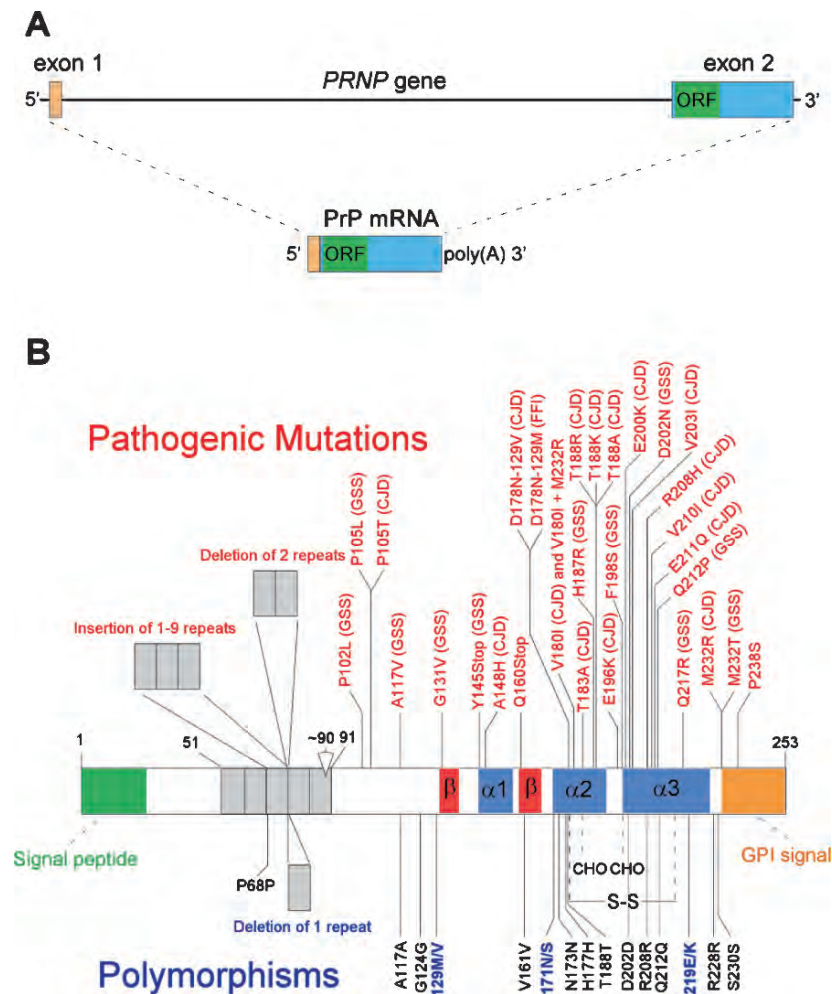 A
exon 1
PRNP gene
exon 2
5’
ORF
3’
PrP mRNA
5’
ORF
poly(A) 3’
B
Pathogenic Mutations
Deletion of 2 repeats
Insertion of 1-9 repeats
P102L (GSS)
P105L (GSS)
P105T (CJD)
A117V (GSS)
G131V (GSS)
Y145Stop (GSS)
A148H (CJD)
Q160Stop
D178N-129V (CJD)
D178N-129M (FFI)
V180I (CJD) and V180I + M232R
T183A (CJD)
H187R (GSS)
T188R (CJD)
T188K (CJD)
T188A (CJD)
E196K (CJD)
F198S (GSS)
E200K (CJD)
D202N (GSS)
V203I (CJD)
R208H (CJD)
V210I (CJD)
E211Q (CJD)
Q212P (GSS)
Q217R (GSS)
M232R (CJD)
M232T (GSS)
P238S
1
51
~90 91
253
β
α1
β
α2
α3
Signal peptide
P68P
Deletion of 1 repeat
CHO CHO
S-S
GPI signal
Polymorphisms
A117A
G124G
129M/V
V161V
171N/S
N173N
H177H
T188T
D202D
R208R
Q212Q
219E/K
R228R
S230S